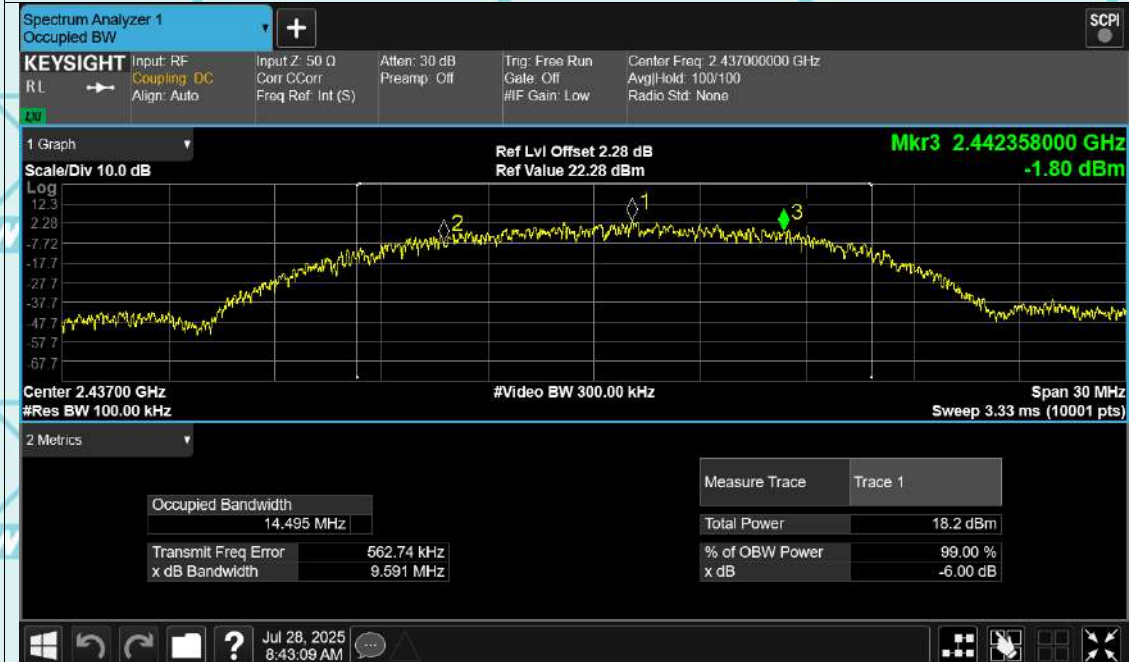 Spectrum Analyzer 1
Occupied BW
+
SCPI
KEYSIGHT
RL
LXI
Input: RF
Coupling: DC
Align: Auto
Input Z: 50 Ω
Corr CCorr
Freq Ref: Int (S)
Atten: 30 dB
Preamp: Off
Trig: Free Run
Gate: Off
#IF Gain: Low
Center Freq: 2.437000000 GHz
Avg|Hold: 100/100
Radio Std: None
1 Graph
Scale/Div 10.0 dB
Ref Lvl Offset 2.28 dB
Ref Value 22.28 dBm
Mkr3 2.442358000 GHz
-1.80 dBm
Log
12.3
2.28
-7.72
-17.7
-27.7
-37.7
-47.7
-57.7
-67.7
2
1
3
Center 2.43700 GHz
#Video BW 300.00 kHz
Span 30 MHz
#Res BW 100.00 kHz
Sweep 3.33 ms (10001 pts)
2 Metrics
Occupied Bandwidth
14.495 MHz
Transmit Freq Error 562.74 kHz
x dB Bandwidth 9.591 MHz
Measure Trace Trace 1
Total Power 18.2 dBm
% of OBW Power 99.00 %
x dB -6.00 dB
?
Jul 28, 2025
8:43:09 AM